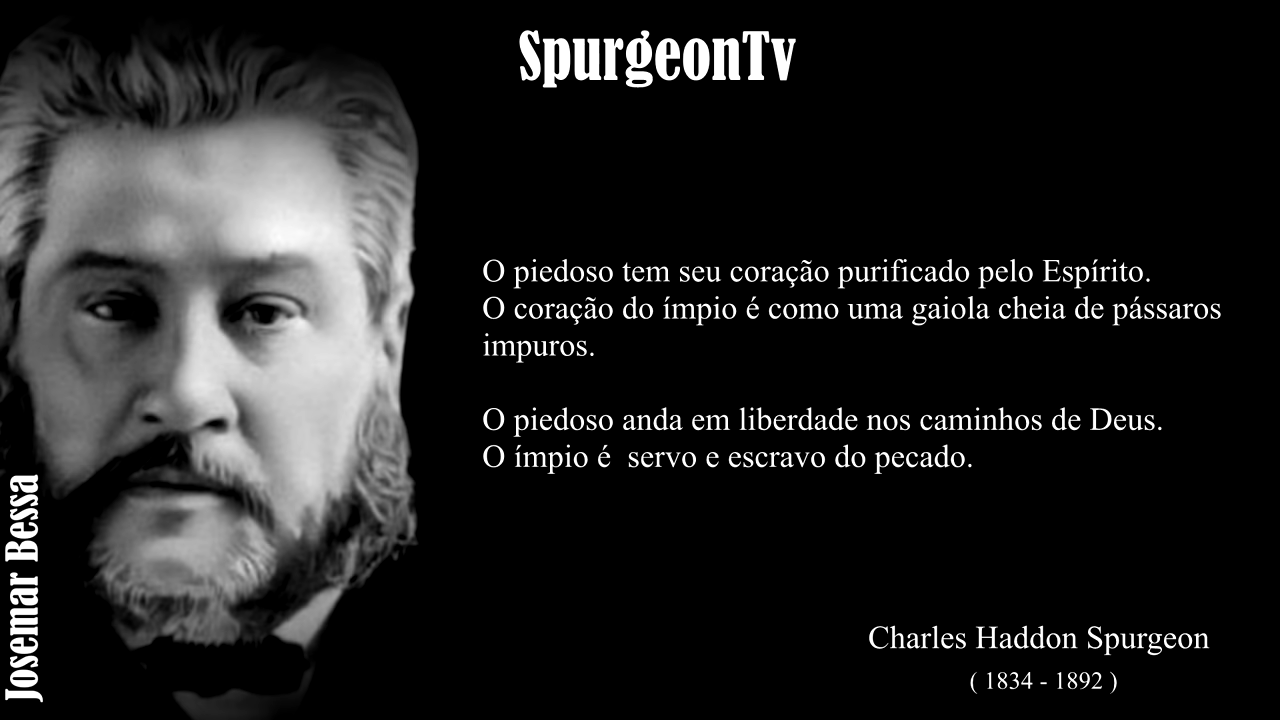 SpurgeonTv
O piedoso tem seu coração purificado pelo Espírito.
O coração do ímpio é como uma gaiola cheia de pássaros
impuros.
O piedoso anda em liberdade nos caminhos de Deus.
O ímpio é  servo e escravo do pecado.
Charles Haddon Spurgeon
( 1834 - 1892 )
Josemar Bessa